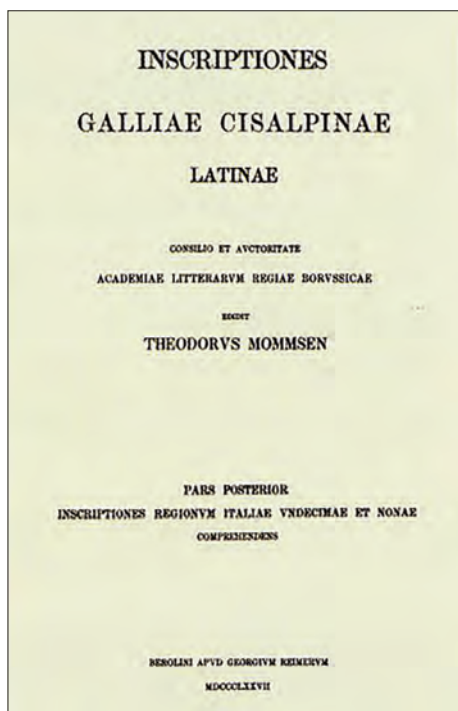 INSCRIPTIONES
GALLIAE CISALPINAE
LATINAE
CONSILIO ET AVCTORITATE
ACADEMIAE LITTERARVM REGIAE BORVSSICAE
EDIDIT
THEODORVS MOMMSEN
PARS POSTERIOR
INSCRIPTIONES REGIONVM ITALIAE VNDECIMAE ET NONAE
COMPREHENDENS
BEROLINI APVD GEORGIVM REIMERVM
MDCCCLXXVII